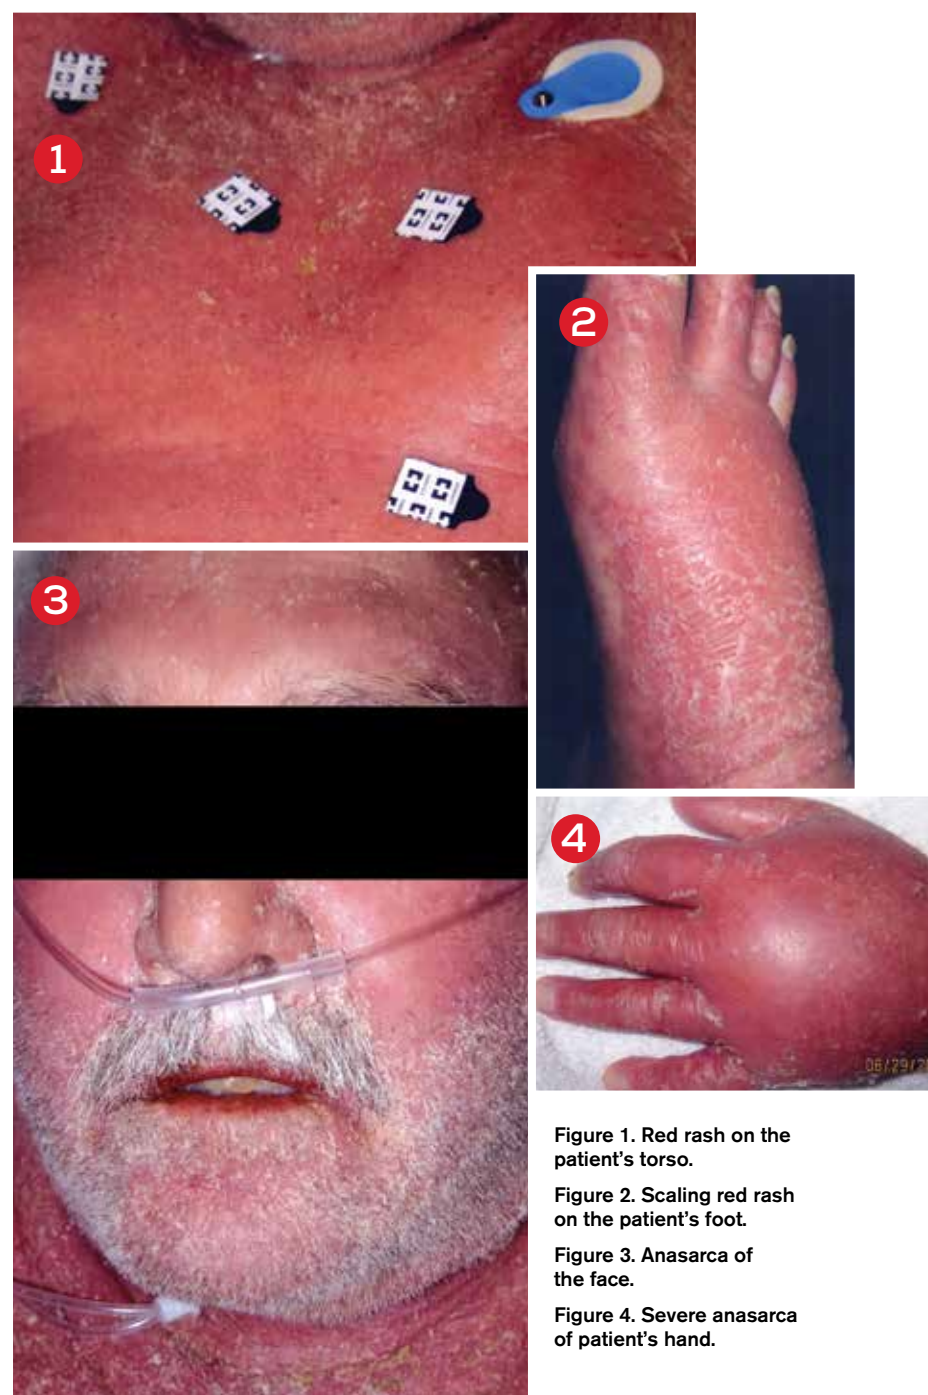 1
2
3
4
Figure 1. Red rash on the
patient's torso.
Figure 2. Scaling red rash
on the patient's foot.
Figure 3. Anasarca of
the face.
Figure 4. Severe anasarca
of patient's hand.